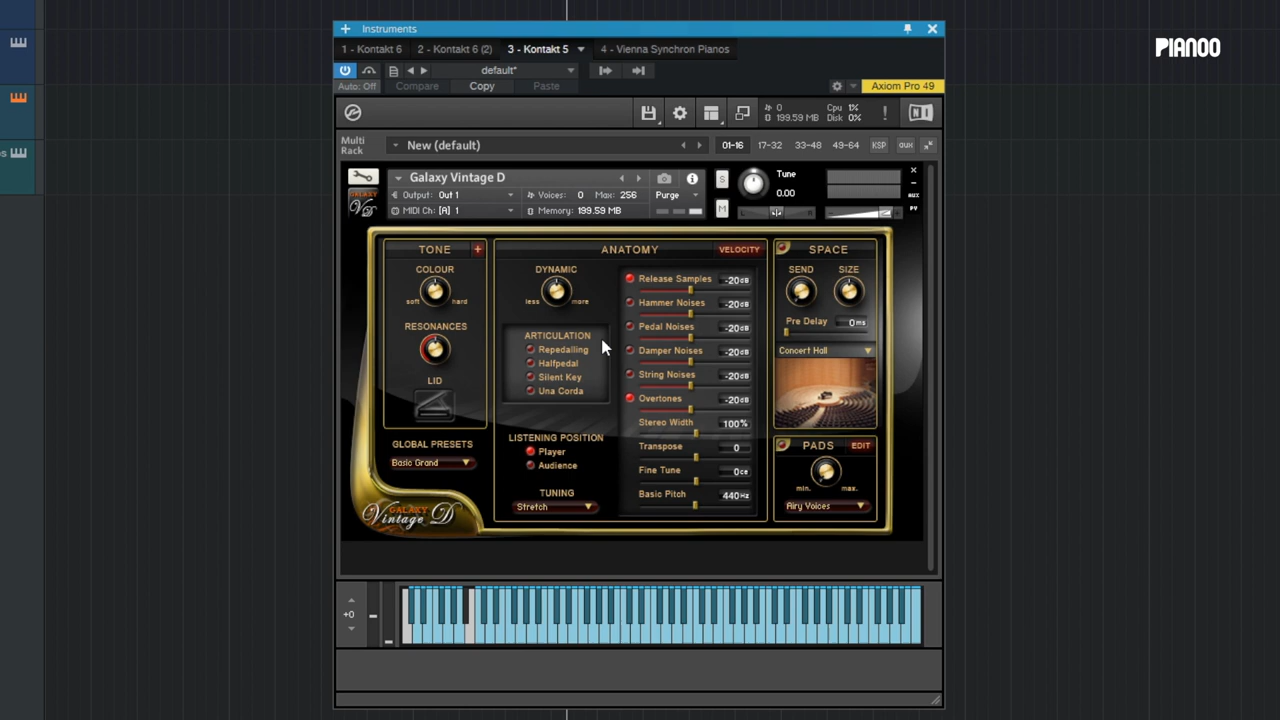 PIANOO
Instruments
1 - Kontakt 6 2 - Kontakt 6 (2) 3 - Kontakt 5 4 - Vienna Synchron Pianos
default*
Auto: Off Compare Copy Paste Axiom Pro 49
0 Cpu 1%
199.59 MB Disk 0%
Multi Rack New (default) 01-16 17-32 33-48 49-64 KSP aux
Galaxy Vintage D S Tune
Output: Out 1 Voices: 0 Max: 256 Purge 0.00
MIDI Ch: [A] 1 Memory: 199.59 MB M L R
aux
PV
GALAXY
VD
TONE + ANATOMY VELOCITY SPACE
COLOUR DYNAMIC Release Samples -20dB SEND SIZE
soft hard less more Hammer Noises -20dB
RESONANCES ARTICULATION Pedal Noises -20dB Pre Delay 0ms
Repedalling Damper Noises -20dB Concert Hall
Halfpedal
Silent Key String Noises -20dB
LID Una Corda Overtones -20dB
Stereo Width 100%
GLOBAL PRESETS LISTENING POSITION Transpose 0 PADS EDIT
Basic Grand Player
Audience Fine Tune 0ce
TUNING Basic Pitch 440Hz min. max.
Stretch Airy Voices
GALAXY
Vintage D
+0